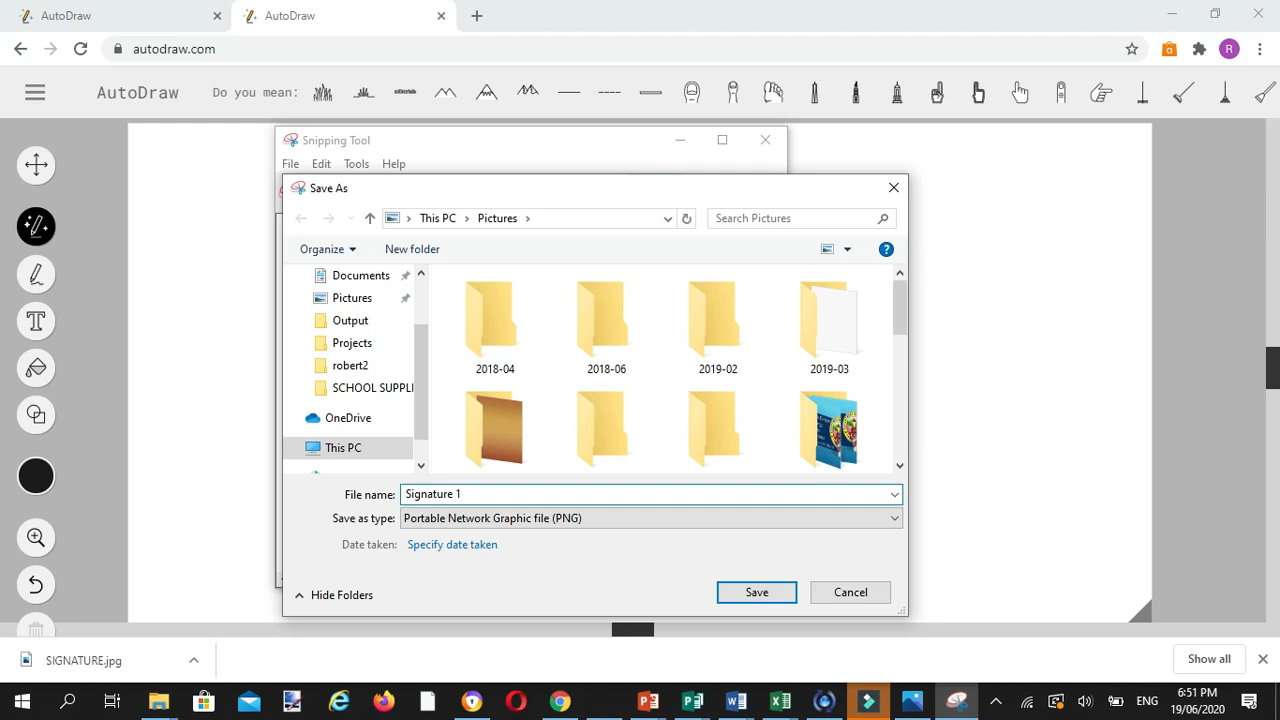 AutoDraw
AutoDraw
autodraw.com
R
AutoDraw
Do you mean:
Snipping Tool
File Edit Tools Help
Save As
This PC > Pictures >
Search Pictures
Organize
New folder
Documents
Pictures
Output
Projects
robert2
SCHOOL SUPPLI
OneDrive
This PC
2018-04
2018-06
2019-02
2019-03
File name: Signature 1
Save as type: Portable Network Graphic file (PNG)
Date taken: Specify date taken
Hide Folders
Save
Cancel
SIGNATURE.jpg
Show all
ENG
6:51 PM
19/06/2020